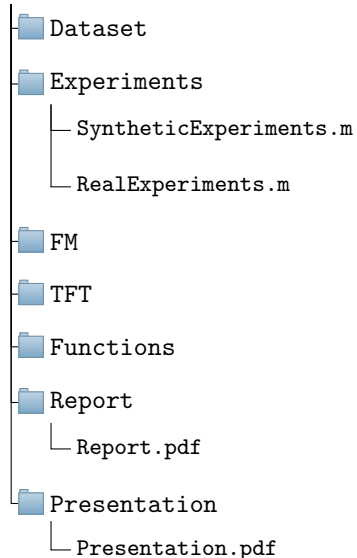 Dataset
Experiments
SyntheticExperiments.m
RealExperiments.m
FM
TFT
Functions
Report
Report.pdf
Presentation
Presentation.pdf